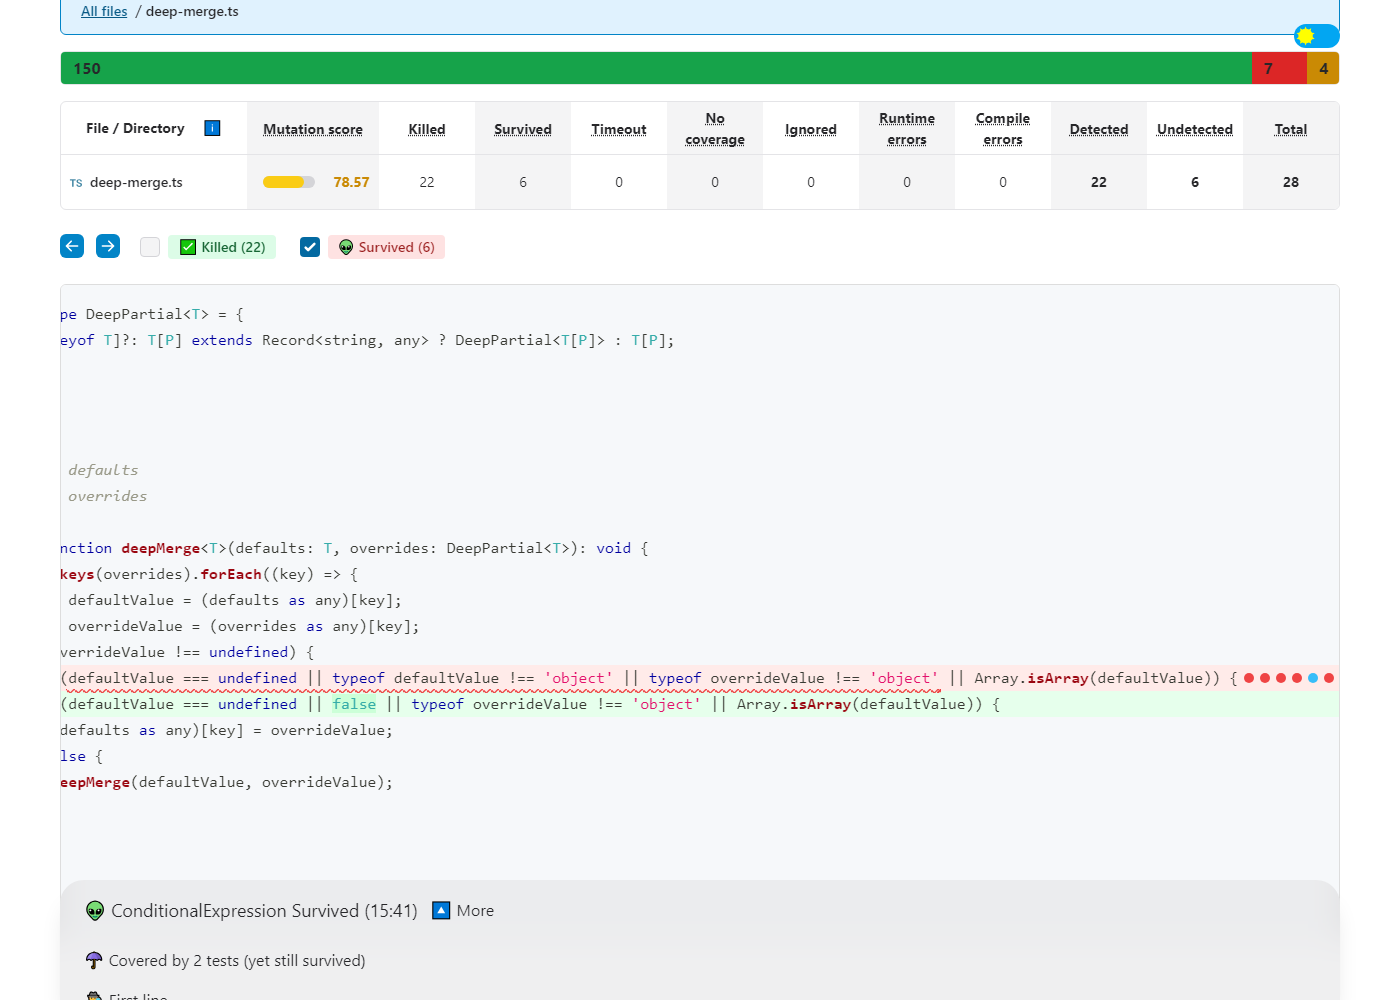 All files / deep-merge.ts
150 7 4
File / Directory i Mutation score Killed Survived Timeout No coverage Ignored Runtime errors Compile errors Detected Undetected Total
TS deep-merge.ts 78.57 22 6 0 0 0 0 0 22 6 28
Killed (22) Survived (6)
pe DeepPartial<T> = {
eyof T]?: T[P] extends Record<string, any> ? DeepPartial<T[P]> : T[P];
defaults
overrides
nction deepMerge<T>(defaults: T, overrides: DeepPartial<T>): void {
keys(overrides).forEach((key) => {
defaultValue = (defaults as any)[key];
overrideValue = (overrides as any)[key];
verrideValue !== undefined) {
(defaultValue === undefined || typeof defaultValue !== 'object' || typeof overrideValue !== 'object' || Array.isArray(defaultValue)) {
(defaultValue === undefined || false || typeof overrideValue !== 'object' || Array.isArray(defaultValue)) {
defaults as any)[key] = overrideValue;
lse {
eepMerge(defaultValue, overrideValue);
ConditionalExpression Survived (15:41) More
Covered by 2 tests (yet still survived)
First line